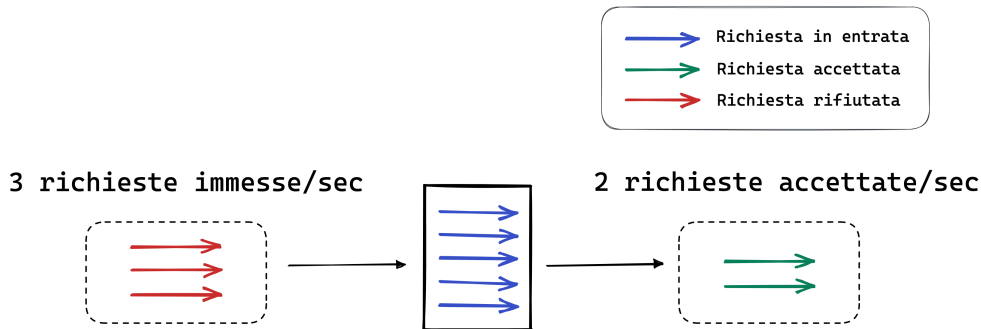 Richiesta in entrata
Richiesta accettata
Richiesta rifiutata
3 richieste immesse/sec
2 richieste accettate/sec